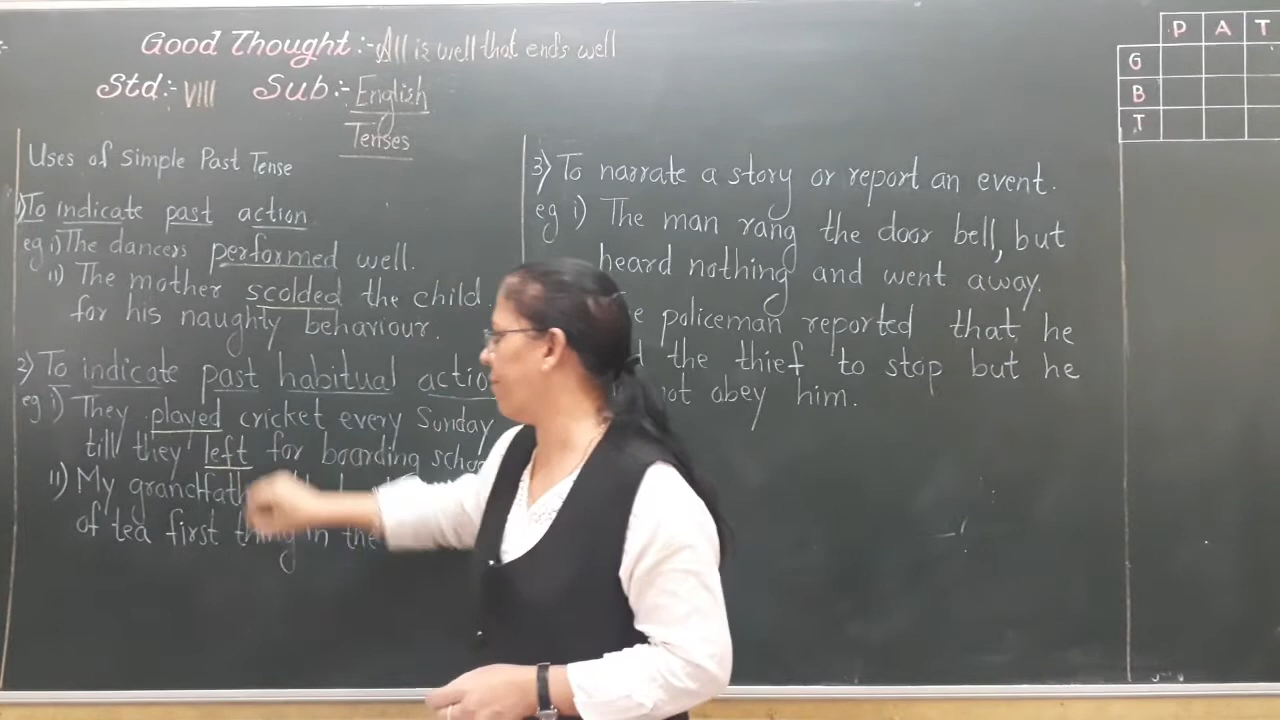 Good Thought :- All is well that ends well
Std:- VIII Sub:- English
Tenses
P A T
G
B
T
Uses of Simple Past Tense
1) To indicate past action
eg i) The dancers performed well.
ii) The mother scolded the child
for his naughty behaviour.
2) To indicate past habitual
eg i) They played cricket every Sunday
till they left for boarding
ii) My
of tea first thing in the
3) To narrate a story or report an event.
eg i) The man rang the door bell, but
heard nothing and went away.
policeman reported that he
the thief to stop but he
not obey him.